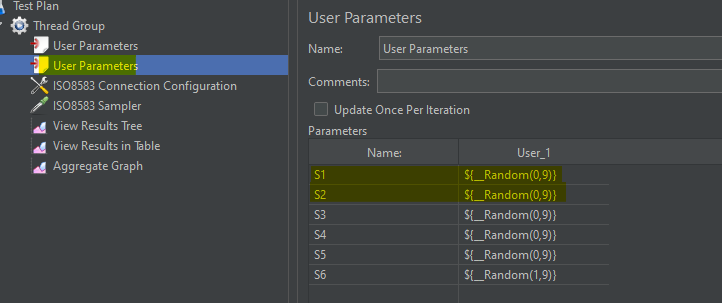 Test Plan
Thread Group
User Parameters
User Parameters
ISO8583 Connection Configuration
ISO8583 Sampler
View Results Tree
View Results in Table
Aggregate Graph
User Parameters
Name: User Parameters
Comments:
Update Once Per Iteration
Parameters
Name: User_1
S1 ${__Random(0,9)}
S2 ${__Random(0,9)}
S3 ${__Random(0,9)}
S4 ${__Random(0,9)}
S5 ${__Random(0,9)}
S6 ${__Random(1,9)}